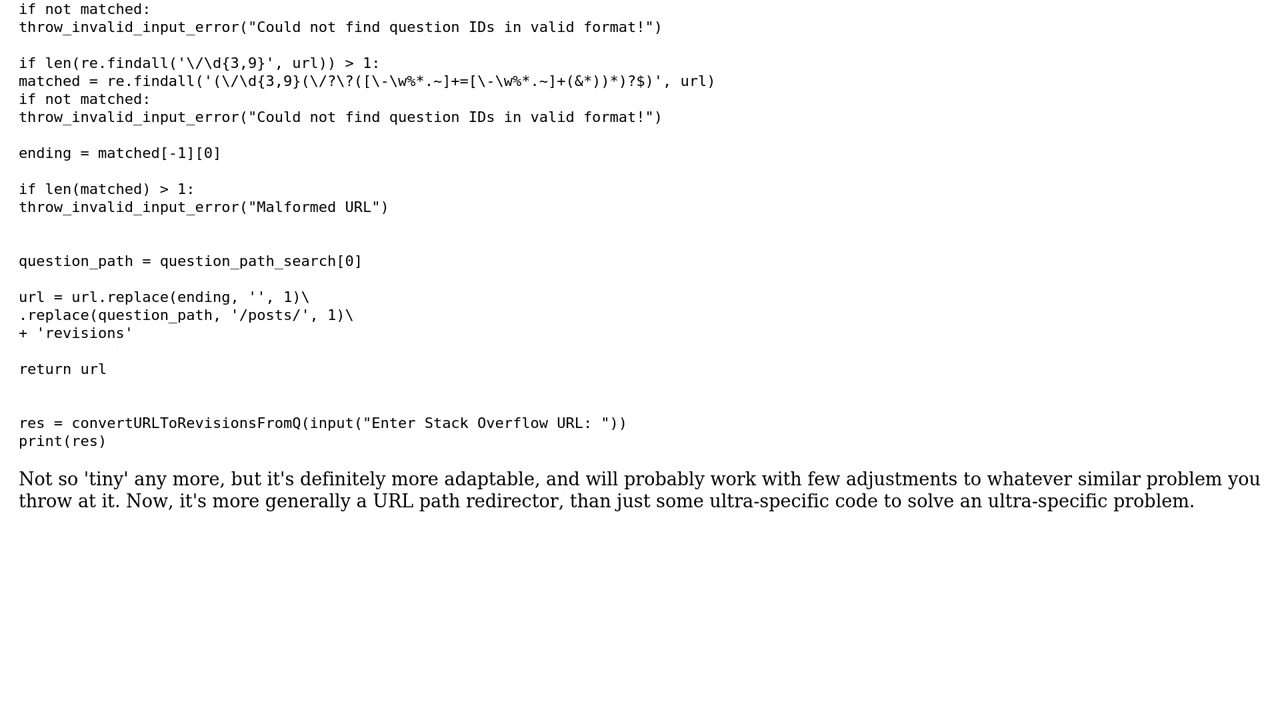 if not matched:
throw_invalid_input_error("Could not find question IDs in valid format!")
if len(re.findall('\/\d{3,9}', url)) > 1:
matched = re.findall('(\/\d{3,9}(\/?\?([\-\w%*.~]+=[\-\w%*.~]+(&*))*)?$)', url)
if not matched:
throw_invalid_input_error("Could not find question IDs in valid format!")
ending = matched[-1][0]
if len(matched) > 1:
throw_invalid_input_error("Malformed URL")
question_path = question_path_search[0]
url = url.replace(ending, '', 1)\
.replace(question_path, '/posts/', 1)\
+ 'revisions'
return url
res = convertURLToRevisionsFromQ(input("Enter Stack Overflow URL: "))
print(res)
Not so 'tiny' any more, but it's definitely more adaptable, and will probably work with few adjustments to whatever similar problem you
throw at it. Now, it's more generally a URL path redirector, than just some ultra-specific code to solve an ultra-specific problem.